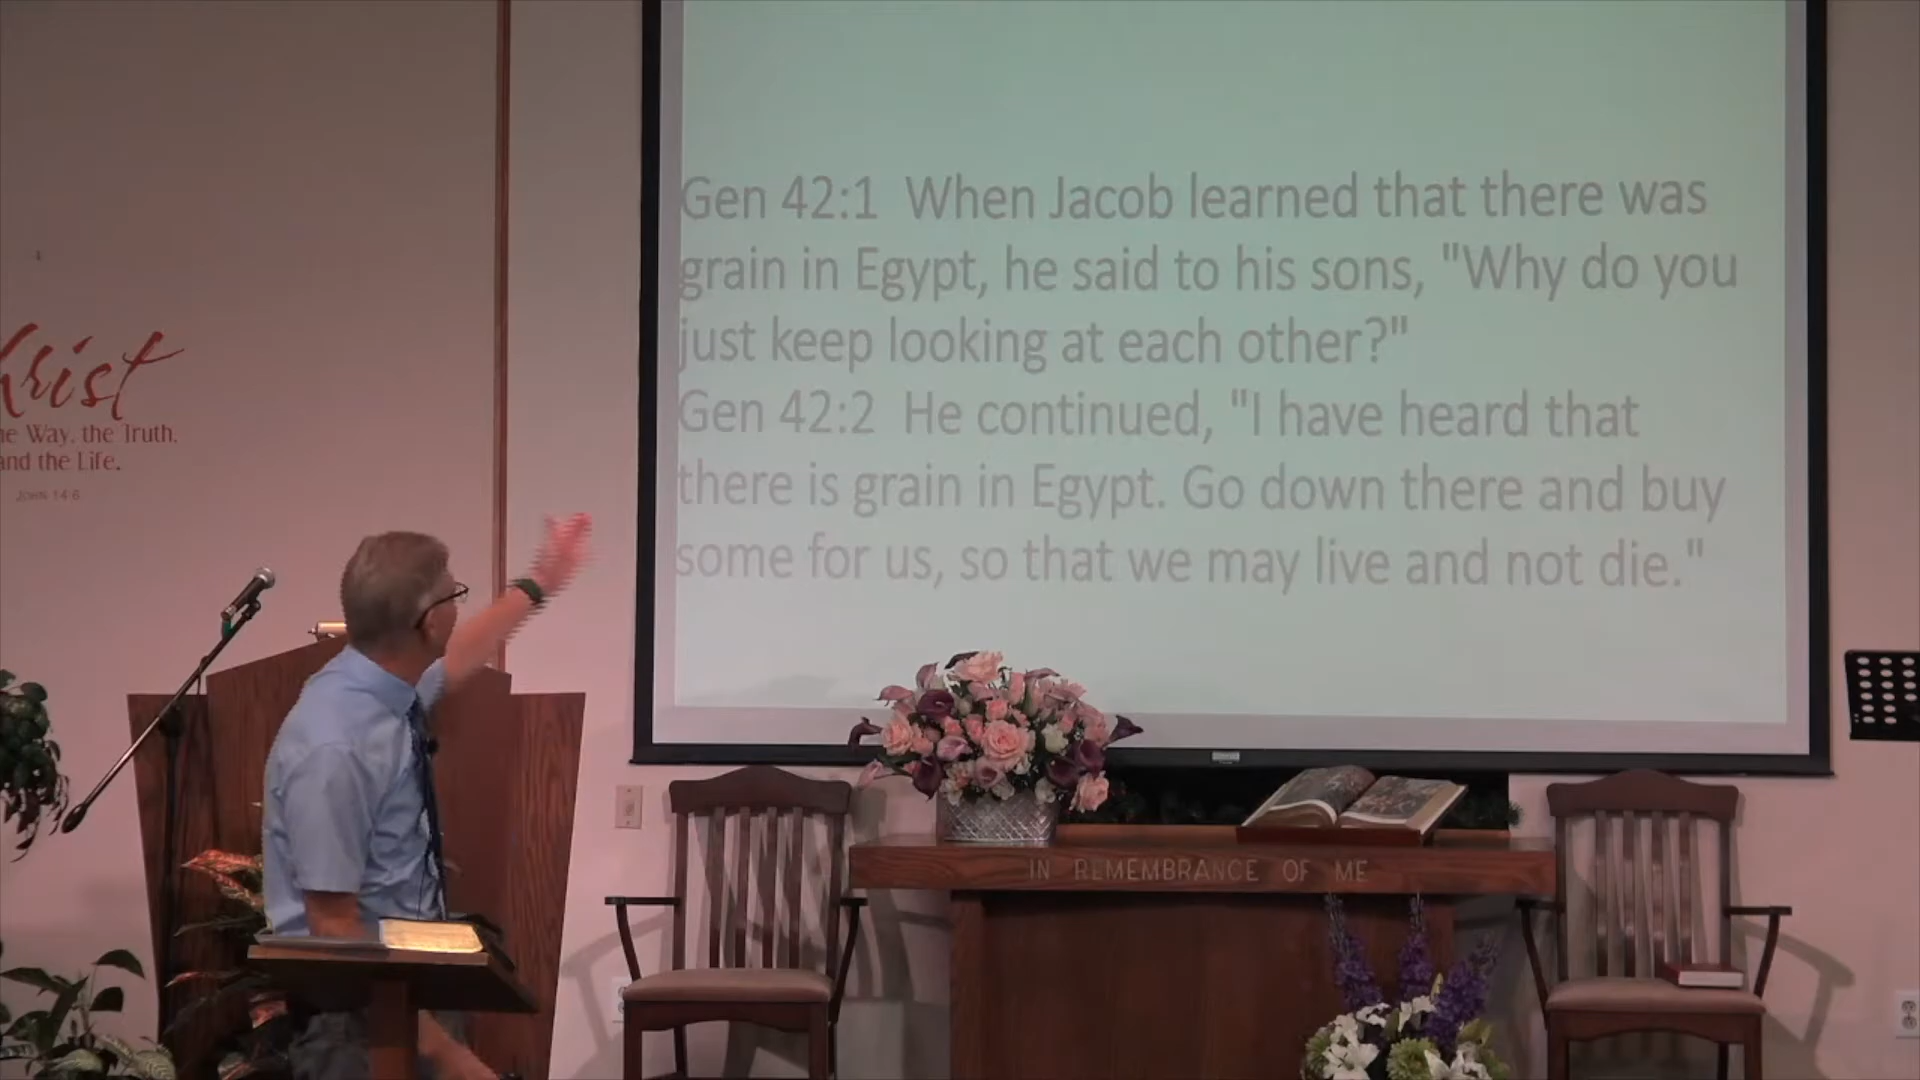 Gen 42:1  When Jacob learned that there was
grain in Egypt, he said to his sons, "Why do you
just keep looking at each other?"
Gen 42:2  He continued, "I have heard that
there is grain in Egypt. Go down there and buy
some for us, so that we may live and not die."
Way, the Truth,
and the Life.
JOHN 14:6
IN REMEMBRANCE OF ME